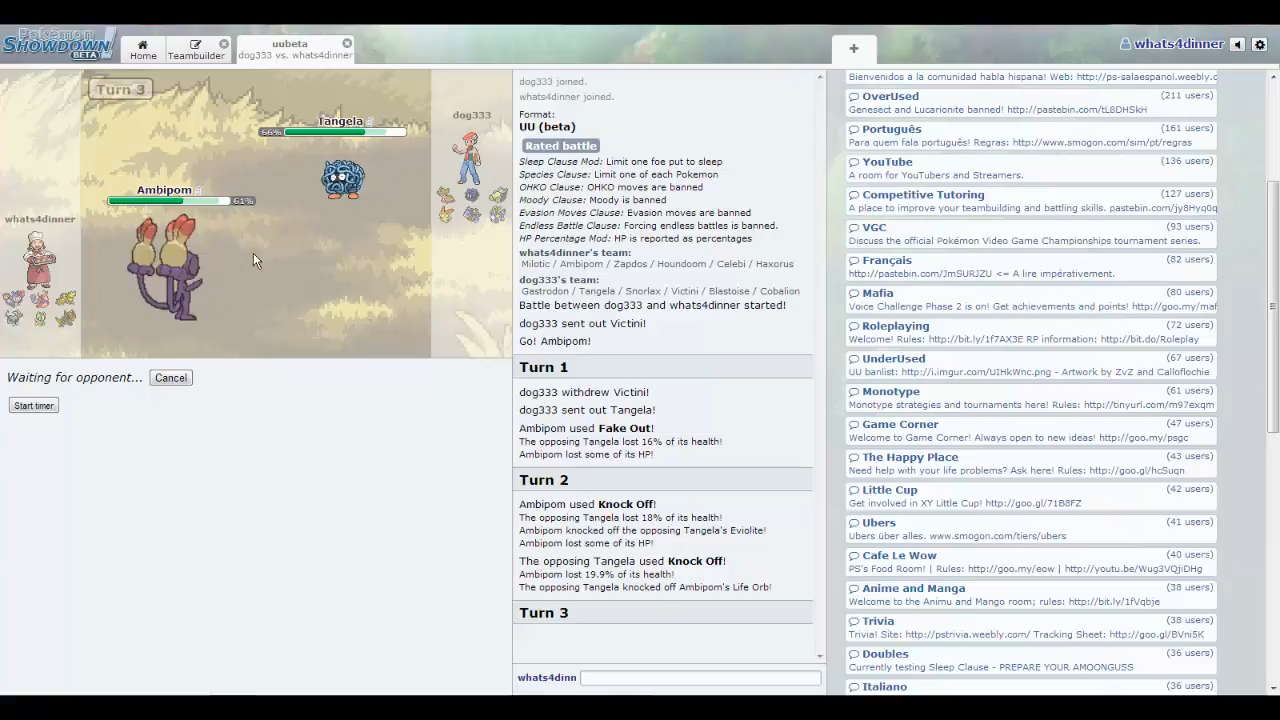 Pokémon
SHOWDOWN!
BETA
Home
Teambuilder
uubeta
dog333 vs. whats4dinner
+
whats4dinner
Turn 3
Tangela
66%
dog333
Ambipom
61%
whats4dinner
Waiting for opponent... Cancel
Start timer
dog333 joined.
whats4dinner joined.
Format:
UU (beta)
Rated battle
Sleep Clause Mod: Limit one foe put to sleep
Species Clause: Limit one of each Pokemon
OHKO Clause: OHKO moves are banned
Moody Clause: Moody is banned
Evasion Moves Clause: Evasion moves are banned
Endless Battle Clause: Forcing endless battles is banned.
HP Percentage Mod: HP is reported as percentages
whats4dinner's team:
Milotic / Ambipom / Zapdos / Houndoom / Celebi / Haxorus
dog333's team:
Gastrodon / Tangela / Snorlax / Victini / Blastoise / Cobalion
Battle between dog333 and whats4dinner started!
dog333 sent out Victini!
Go! Ambipom!
Turn 1
dog333 withdrew Victini!
dog333 sent out Tangela!
Ambipom used Fake Out!
The opposing Tangela lost 16% of its health!
Ambipom lost some of its HP!
Turn 2
Ambipom used Knock Off!
The opposing Tangela lost 18% of its health!
Ambipom knocked off the opposing Tangela's Eviolite!
Ambipom lost some of its HP!
The opposing Tangela used Knock Off!
Ambipom lost 19.9% of its health!
The opposing Tangela knocked off Ambipom's Life Orb!
Turn 3
whats4dinn
Bienvenidos a la comunidad habla hispana! Web: http://ps-salaespanol.weebly.c
OverUsed (211 users)
Genesect and Lucarionite banned! http://pastebin.com/tL8DHSkH
Português (161 users)
Para quem fala português! Regras: http://www.smogon.com/sim/pt/regras
YouTube (136 users)
A room for YouTubers and Streamers.
Competitive Tutoring (127 users)
A place to improve your teambuilding and battling skills. pastebin.com/jy8Hyq0q
VGC (93 users)
Discuss the official Pokémon Video Game Championships tournament series.
Français (82 users)
http://pastebin.com/JmSURJZU <= A lire impérativement.
Mafia (80 users)
Voice Challenge Phase 2 is on! Get achievements and points! http://goo.gl/maf
Roleplaying (72 users)
Welcome! Rules: http://bit.ly/1f7AX3E RP information: bit.do/Roleplay
UnderUsed (67 users)
UU banlist: http://i.imgur.com/UIHkWnc.png - Artwork by ZvZ and Calloflochie
Monotype (61 users)
Monotype strategies and tournaments here! Rules: http://tinyurl.com/m97exqm
Game Corner (47 users)
Welcome to Game Corner! Always open to new ideas! http://goo.gl/psgc
The Happy Place (43 users)
Need help with your life problems? Ask here! Rules: http://goo.gl/hcSuqn
Little Cup (42 users)
Get involved in XY Little Cup! http://goo.gl/71B8FZ
Ubers (41 users)
Ubers über alles. www.smogon.com/tiers/ubers
Cafe Le Wow (40 users)
PS's Food Room! | Rules: http://goo.gl/eow | http://youtu.be/Wug3VQjiDHg
Anime and Manga (38 users)
Welcome to the Animu and Mango room; rules: http://bit.ly/1fVqbje
Trivia (38 users)
Trivia! Site: http://pstrivia.weebly.com/ Tracking Sheet: http://goo.gl/BVni5K
Doubles (36 users)
Currently testing Sleep Clause - PREPARE YOUR AMOONGUSS
Italiano (36 users)